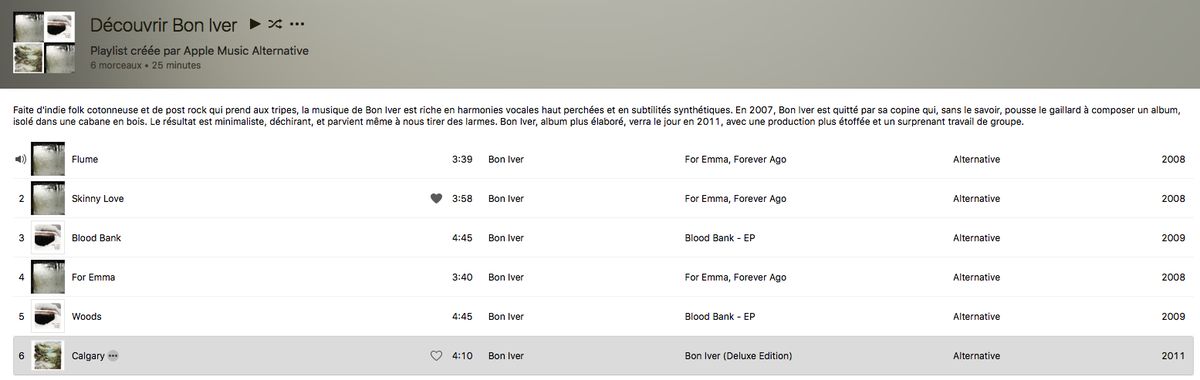 Découvrir Bon Iver
Playlist créée par Apple Music Alternative
6 morceaux • 25 minutes
Faite d'indie folk cotonneuse et de post rock qui prend aux tripes, la musique de Bon Iver est riche en harmonies vocales haut perchées et en subtilités synthétiques. En 2007, Bon Iver est quitté par sa copine qui, sans le savoir, pousse le gaillard à composer un album,
isolé dans une cabane en bois. Le résultat est minimaliste, déchirant, et parvient même à nous tirer des larmes. Bon Iver, album plus élaboré, verra le jour en 2011, avec une production plus étoffée et un surprenant travail de groupe.
Flume 3:39 Bon Iver For Emma, Forever Ago Alternative 2008
2 Skinny Love 3:58 Bon Iver For Emma, Forever Ago Alternative 2008
3 Blood Bank 4:45 Bon Iver Blood Bank - EP Alternative 2009
4 For Emma 3:40 Bon Iver For Emma, Forever Ago Alternative 2008
5 Woods 4:45 Bon Iver Blood Bank - EP Alternative 2009
6 Calgary 4:10 Bon Iver Bon Iver (Deluxe Edition) Alternative 2011